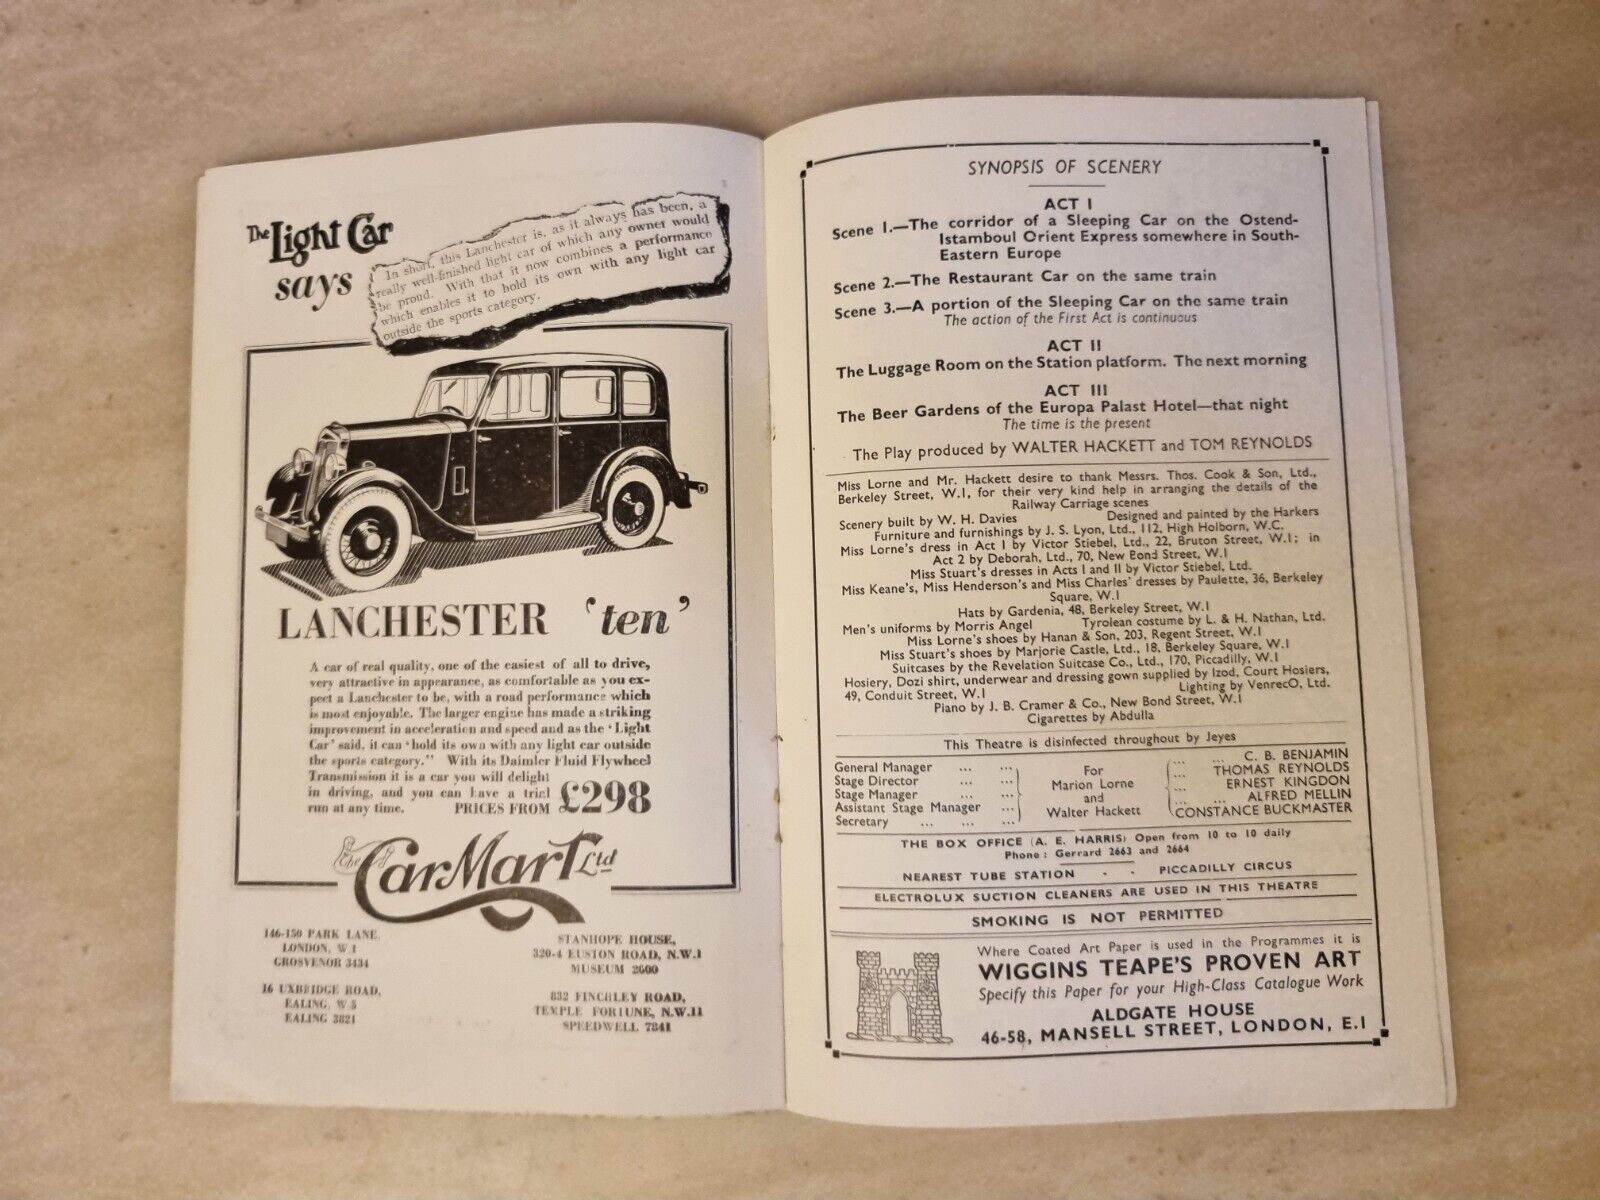 The Light Car
says
In short, this Lanchester is, as it always has been, a
really well-finished light car of which any owner would
be proud. With that it now combines a performance
which enables it to hold its own with any light car
outside the sports category.
LANCHESTER 'ten'
A car of real quality, one of the easiest of all to drive,
very attractive in appearance, as comfortable as you ex-
pect a Lanchester to be, with a road performance which
is most enjoyable. The larger engine has made a striking
improvement in acceleration and speed and as the 'Light
Car' said, it can 'hold its own with any light car outside
the sports category." With its Daimler Fluid Flywheel
Transmission it is a car you will delight
in driving, and you can have a trial
run at any time. PRICES FROM £298
The Car Mart Ltd
146-150 PARK LANE,
LONDON, W.1
GROSVENOR 3434
16 UXBRIDGE ROAD,
EALING, W.5
EALING 3821
STANHOPE HOUSE,
320-4 EUSTON ROAD, N.W.1
MUSEUM 2000
832 FINCHLEY ROAD,
TEMPLE FORTUNE, N.W.11
SPEEDWELL 7841
SYNOPSIS OF SCENERY
ACT I
Scene 1.—The corridor of a Sleeping Car on the Ostend-
Istamboul Orient Express somewhere in South-
Eastern Europe
Scene 2.—The Restaurant Car on the same train
Scene 3.—A portion of the Sleeping Car on the same train
The action of the First Act is continuous
ACT II
The Luggage Room on the Station platform. The next morning
ACT III
The Beer Gardens of the Europa Palast Hotel—that night
The time is the present
The Play produced by WALTER HACKETT and TOM REYNOLDS
Miss Lorne and Mr. Hackett desire to thank Messrs. Thos. Cook & Son, Ltd.,
Berkeley Street, W.1, for their very kind help in arranging the details of the
Railway Carriage scenes
Scenery built by W. H. Davies Designed and painted by the Harkers
Furniture and furnishings by J. S. Lyon, Ltd., 112, High Holborn, W.C.
Miss Lorne's dress in Act I by Victor Stiebel, Ltd., 22, Bruton Street, W.1; in
Act 2 by Deborah, Ltd., 70, New Bond Street, W.1
Miss Stuart's dresses in Acts I and II by Victor Stiebel, Ltd.
Miss Keane's, Miss Henderson's and Miss Charles' dresses by Paulette, 36, Berkeley
Square, W.1
Hats by Gardenia, 48, Berkeley Street, W.1
Men's uniforms by Morris Angel Tyrolean costume by L. & H. Nathan, Ltd.
Miss Lorne's shoes by Hanan & Son, 203, Regent Street, W.1
Miss Stuart's shoes by Marjorie Castle, Ltd., 18, Berkeley Square, W.1
Suitcases by the Revelation Suitcase Co., Ltd., 170, Piccadilly, W.1
Hosiery, Dozi shirt, underwear and dressing gown supplied by Izod, Court Hosiers,
49, Conduit Street, W.1 Lighting by VenrecO, Ltd.
Piano by J. B. Cramer & Co., New Bond Street, W.1
Cigarettes by Abdulla
This Theatre is disinfected throughout by Jeyes
General Manager ... ... C. B. BENJAMIN
Stage Director ... ... For ... THOMAS REYNOLDS
Stage Manager ... ... Marion Lorne ... ERNEST KINGDON
Assistant Stage Manager ... and ... ... ALFRED MELLIN
Secretary ... ... ... Walter Hackett CONSTANCE BUCKMASTER
THE BOX OFFICE (A. E. HARRIS) Open from 10 to 10 daily
Phone : Gerrard 2663 and 2664
NEAREST TUBE STATION - - PICCADILLY CIRCUS
ELECTROLUX SUCTION CLEANERS ARE USED IN THIS THEATRE
SMOKING IS NOT PERMITTED
Where Coated Art Paper is used in the Programmes it is
WIGGINS TEAPE'S PROVEN ART
Specify this Paper for your High-Class Catalogue Work
ALDGATE HOUSE
46-58, MANSELL STREET, LONDON, E.1